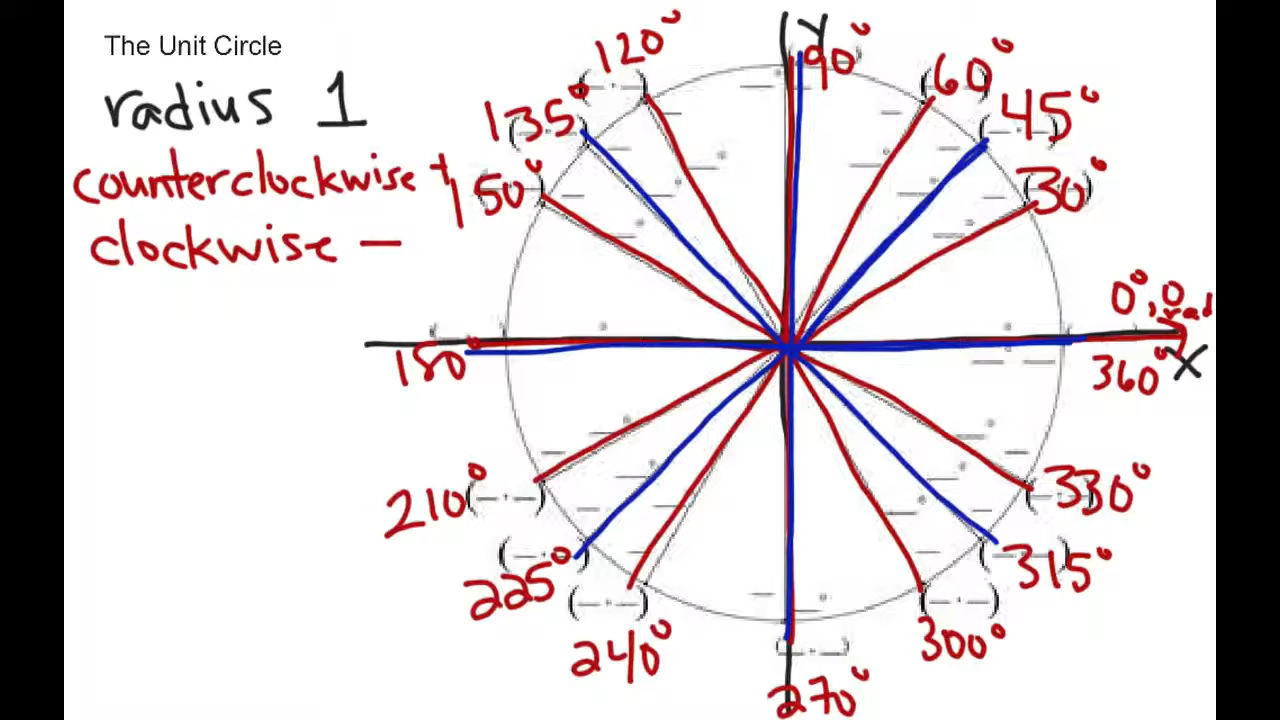 The Unit Circle
radius 1
counterclockwise +
clockwise −
Y
90°
120°
60°
135°
45°
150°
30°
0°, 0 rad
180°
360°
X
210°
330°
225°
315°
240°
300°
270°